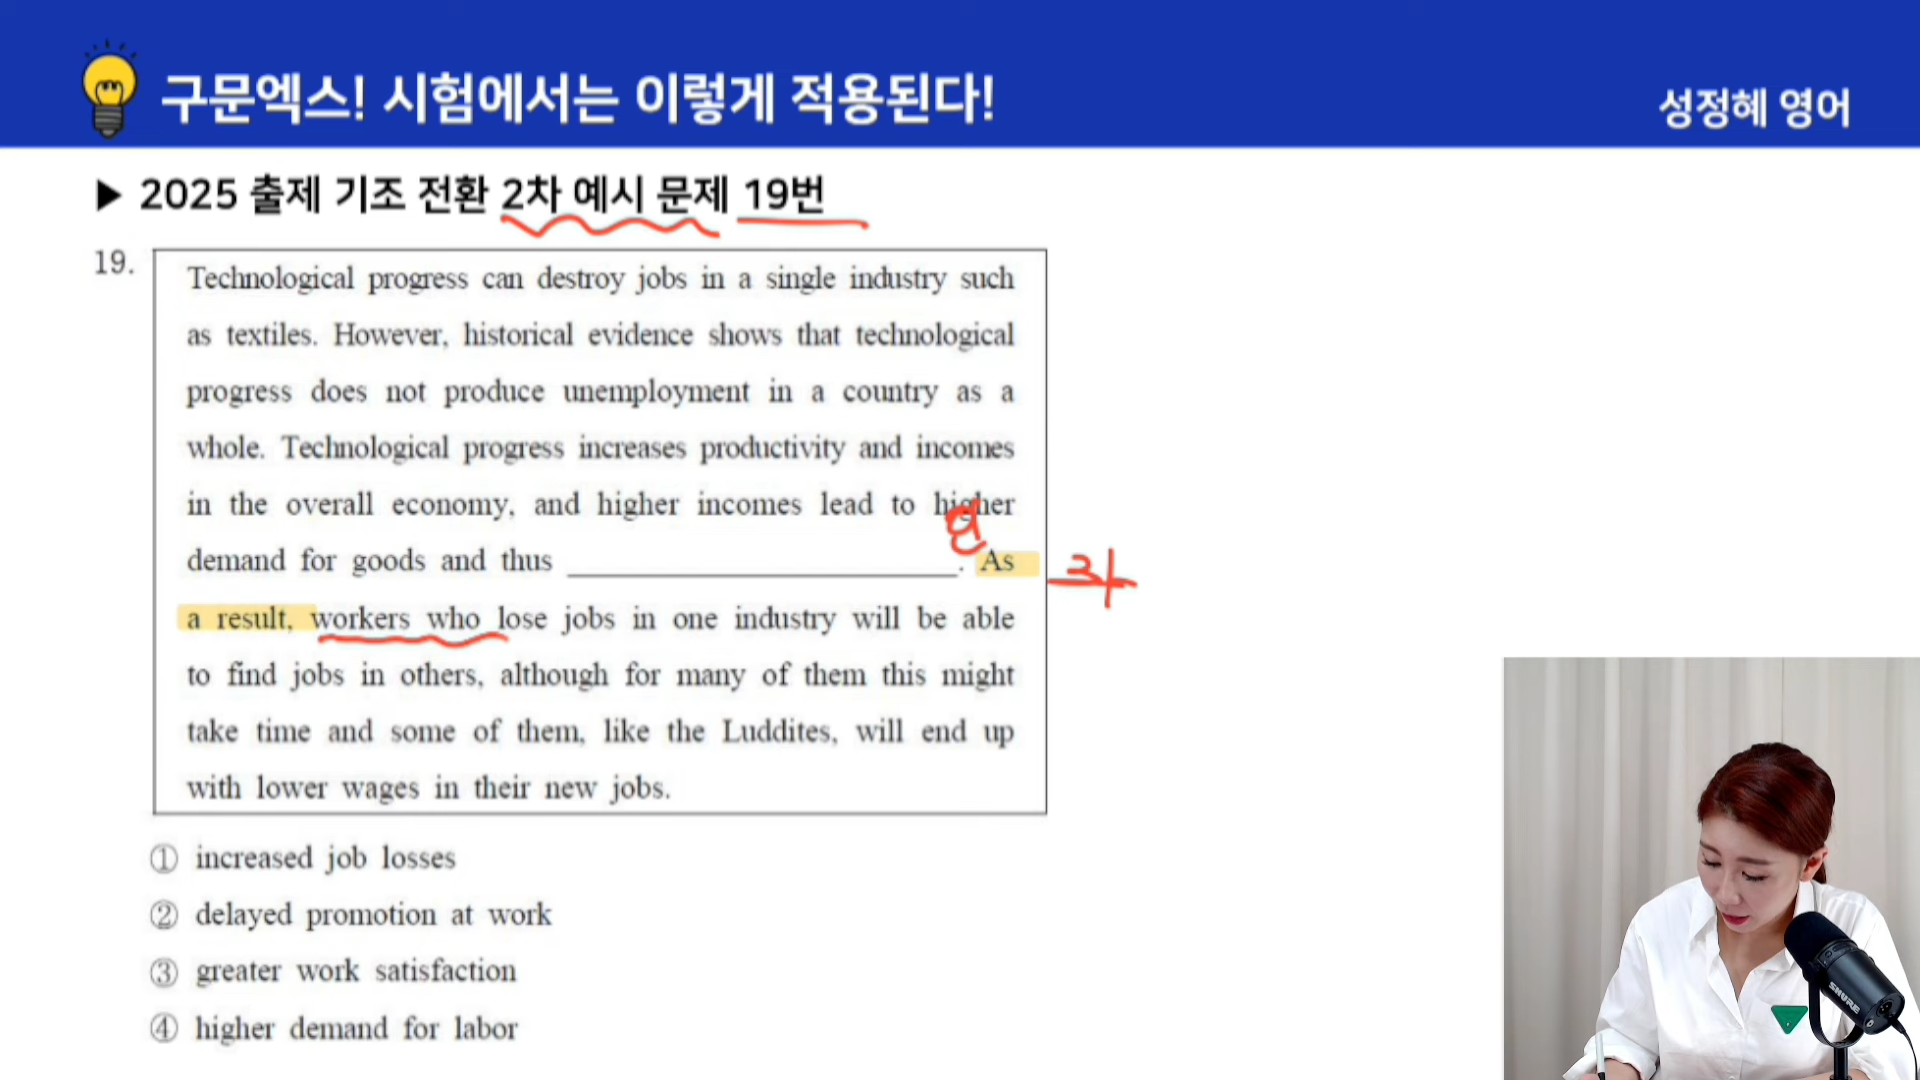 구문엑스! 시험에서는 이렇게 적용된다!
성정혜 영어
▶ 2025 출제 기조 전환 2차 예시 문제 19번
19.
Technological progress can destroy jobs in a single industry such
as textiles. However, historical evidence shows that technological
progress does not produce unemployment in a country as a
whole. Technological progress increases productivity and incomes
in the overall economy, and higher incomes lead to higher
demand for goods and thus ____________________. As
a result, workers who lose jobs in one industry will be able
to find jobs in others, although for many of them this might
take time and some of them, like the Luddites, will end up
with lower wages in their new jobs.
① increased job losses
② delayed promotion at work
③ greater work satisfaction
④ higher demand for labor
SHURE